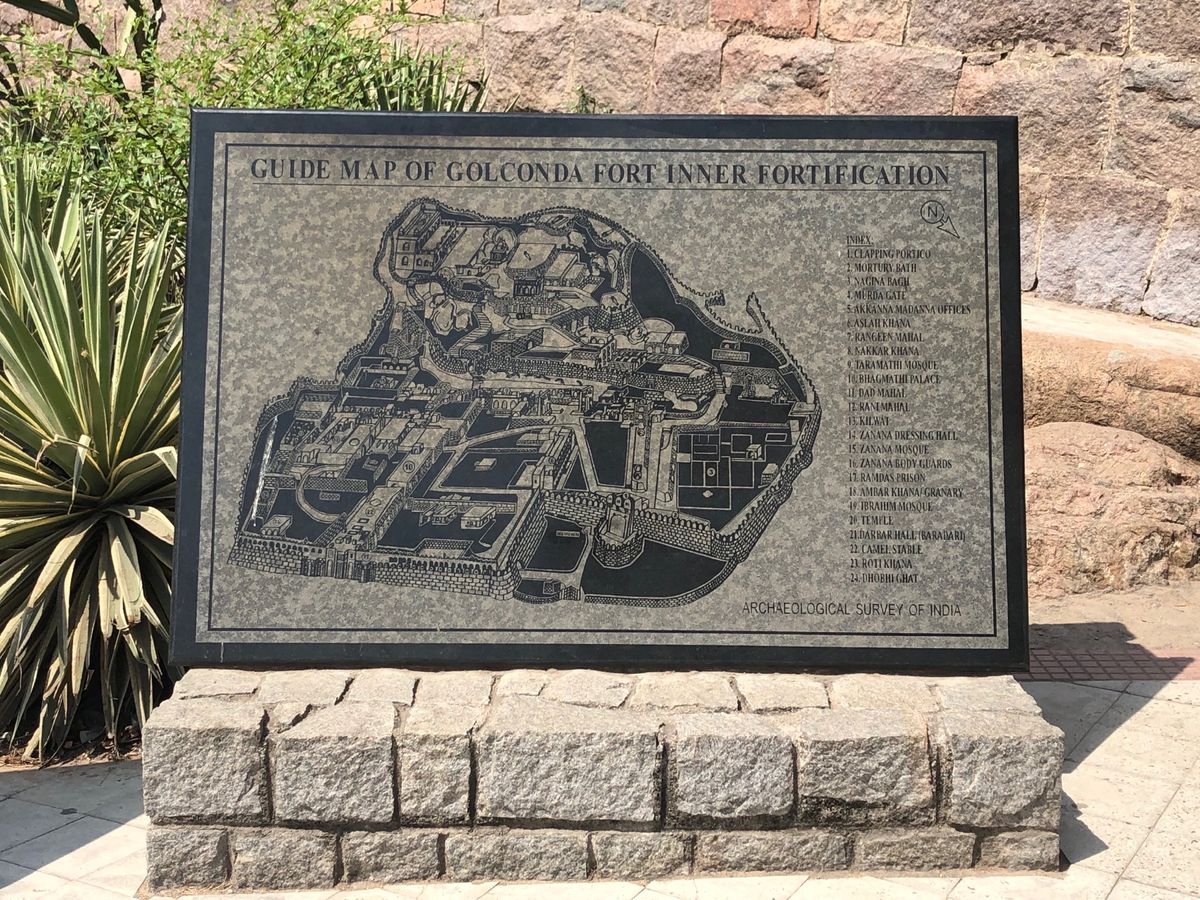 GUIDE MAP OF GOLCONDA FORT INNER FORTIFICATION
N
INDEX:
1. CLAPPING PORTICO
2. MORTURY BATH
3. NAGINA BAGH
4. MURDA GATE
5. AKKANNA MADANNA OFFICES
6. ASLAH KHANA
7. RANGEEN MAHAL
8. NAKKAR KHANA
9. TARAMATHI MOSQUE
10. BHAGMATHI PALACE
11. DAD MAHAL
12. RANI MAHAL
13. KILWAT
14. ZANANA DRESSING HALL
15. ZANANA MOSQUE
16. ZANANA BODY GUARDS
17. RAMDAS PRISON
18. AMBAR KHANA/GRANARY
19. IBRAHIM MOSQUE
20. TEMPLE
21. DARBAR HALL (BARADARI)
22. CAMEL STABLE
23. ROTI KHANA
24. DHOBHI GHAT
ARCHAEOLOGICAL SURVEY OF INDIA